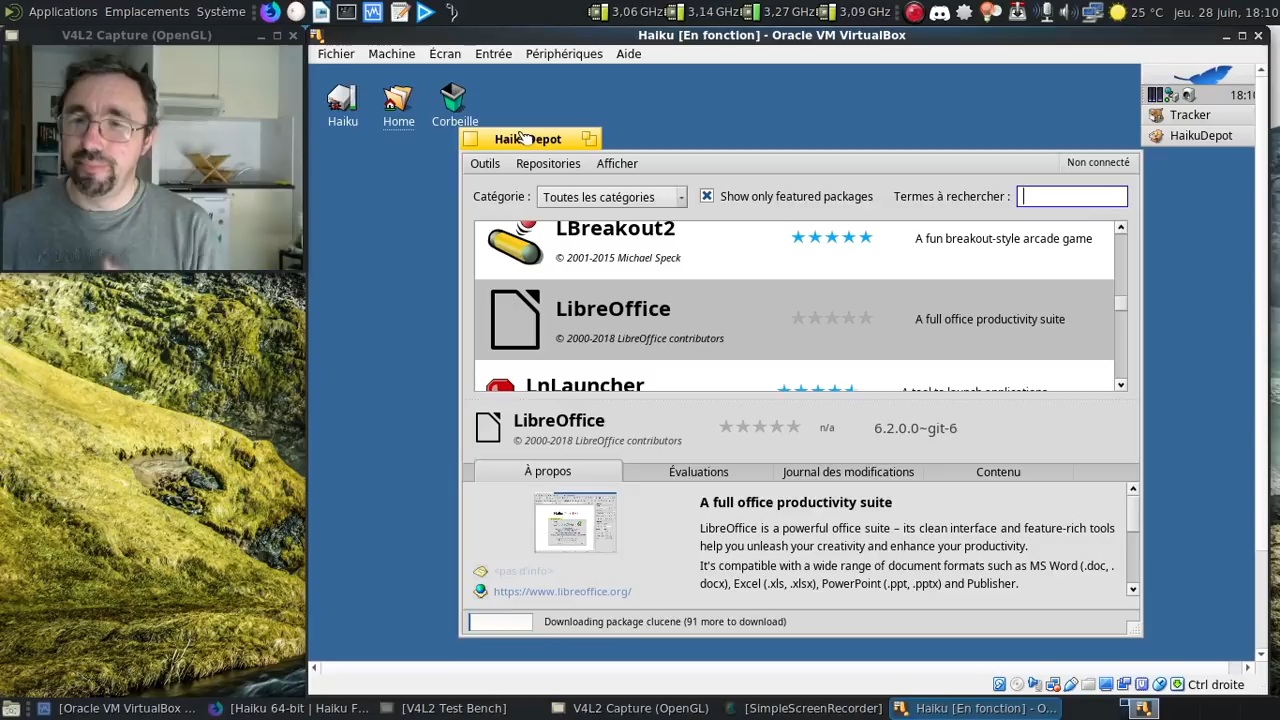 Applications Emplacements Système
3,06 GHz 3,14 GHz 3,27 GHz 3,09 GHz 25 °C jeu. 28 juin, 18:10
V4L2 Capture (OpenGL)
Haiku [En fonction] - Oracle VM VirtualBox
Fichier Machine Écran Entrée Périphériques Aide
Haiku Home Corbeille
Tracker
HaikuDepot
Outils Repositories Afficher Non connecté
Catégorie : Toutes les catégories Show only featured packages Termes à rechercher :
LBreakout2 A fun breakout-style arcade game
© 2001-2015 Michael Speck
LibreOffice A full office productivity suite
© 2000-2018 LibreOffice contributors
LnLauncher
LibreOffice n/a 6.2.0.0~git-6
© 2000-2018 LibreOffice contributors
À propos Évaluations Journal des modifications Contenu
A full office productivity suite
LibreOffice is a powerful office suite – its clean interface and feature-rich tools
help you unleash your creativity and enhance your productivity.
It's compatible with a wide range of document formats such as MS Word (.doc, .
docx), Excel (.xls, .xlsx), PowerPoint (.ppt, .pptx) and Publisher.
<pas d'info>
https://www.libreoffice.org/
Downloading package clucene (91 more to download)
Ctrl droite
[Oracle VM VirtualBox ... [Haiku 64-bit | Haiku F... [V4L2 Test Bench] V4L2 Capture (OpenGL) [SimpleScreenRecorder] Haiku [En fonction] - O...